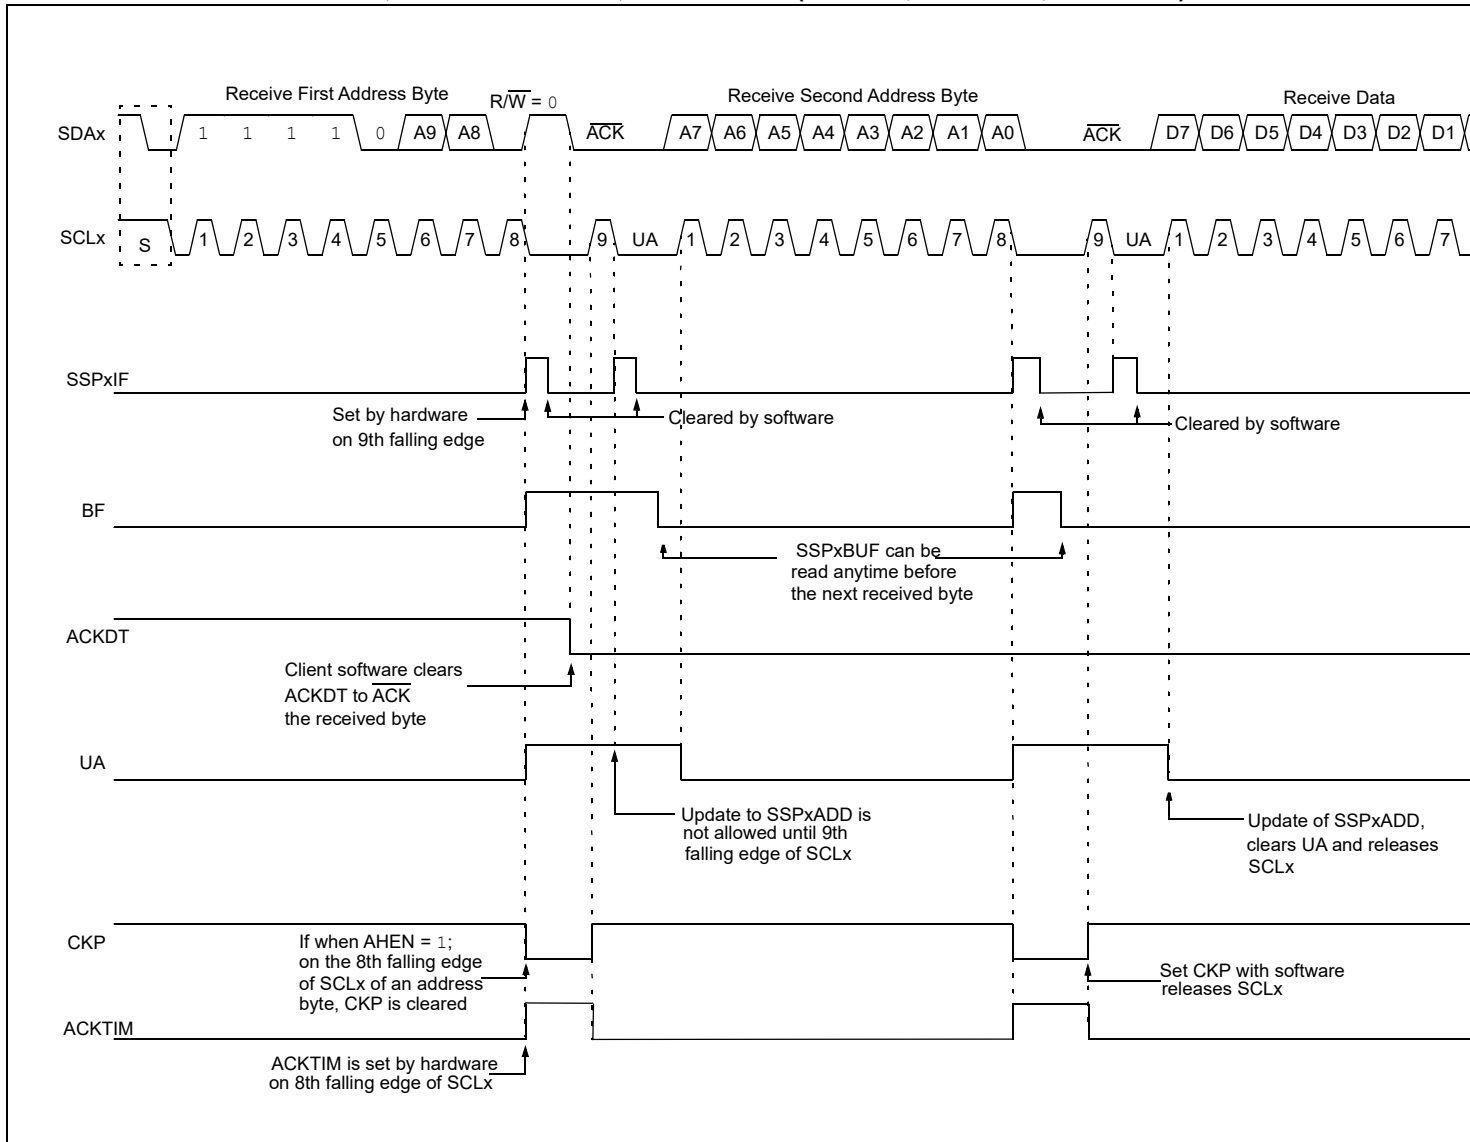 Receive First Address Byte
R/W = 0
Receive Second Address Byte
Receive Data
SDAx
1 1 1 1 0 A9 A8
ACK
A7 A6 A5 A4 A3 A2 A1 A0
ACK
D7 D6 D5 D4 D3 D2 D1
SCLx
S
1 2 3 4 5 6 7 8
9 UA
1 2 3 4 5 6 7 8
9 UA
1 2 3 4 5 6 7
SSPxIF
Set by hardware
on 9th falling edge
Cleared by software
Cleared by software
BF
SSPxBUF can be
read anytime before
the next received byte
ACKDT
Client software clears
ACKDT to ACK
the received byte
UA
Update to SSPxADD is
not allowed until 9th
falling edge of SCLx
Update of SSPxADD,
clears UA and releases
SCLx
CKP
If when AHEN = 1;
on the 8th falling edge
of SCLx of an address
byte, CKP is cleared
Set CKP with software
releases SCLx
ACKTIM
ACKTIM is set by hardware
on 8th falling edge of SCLx